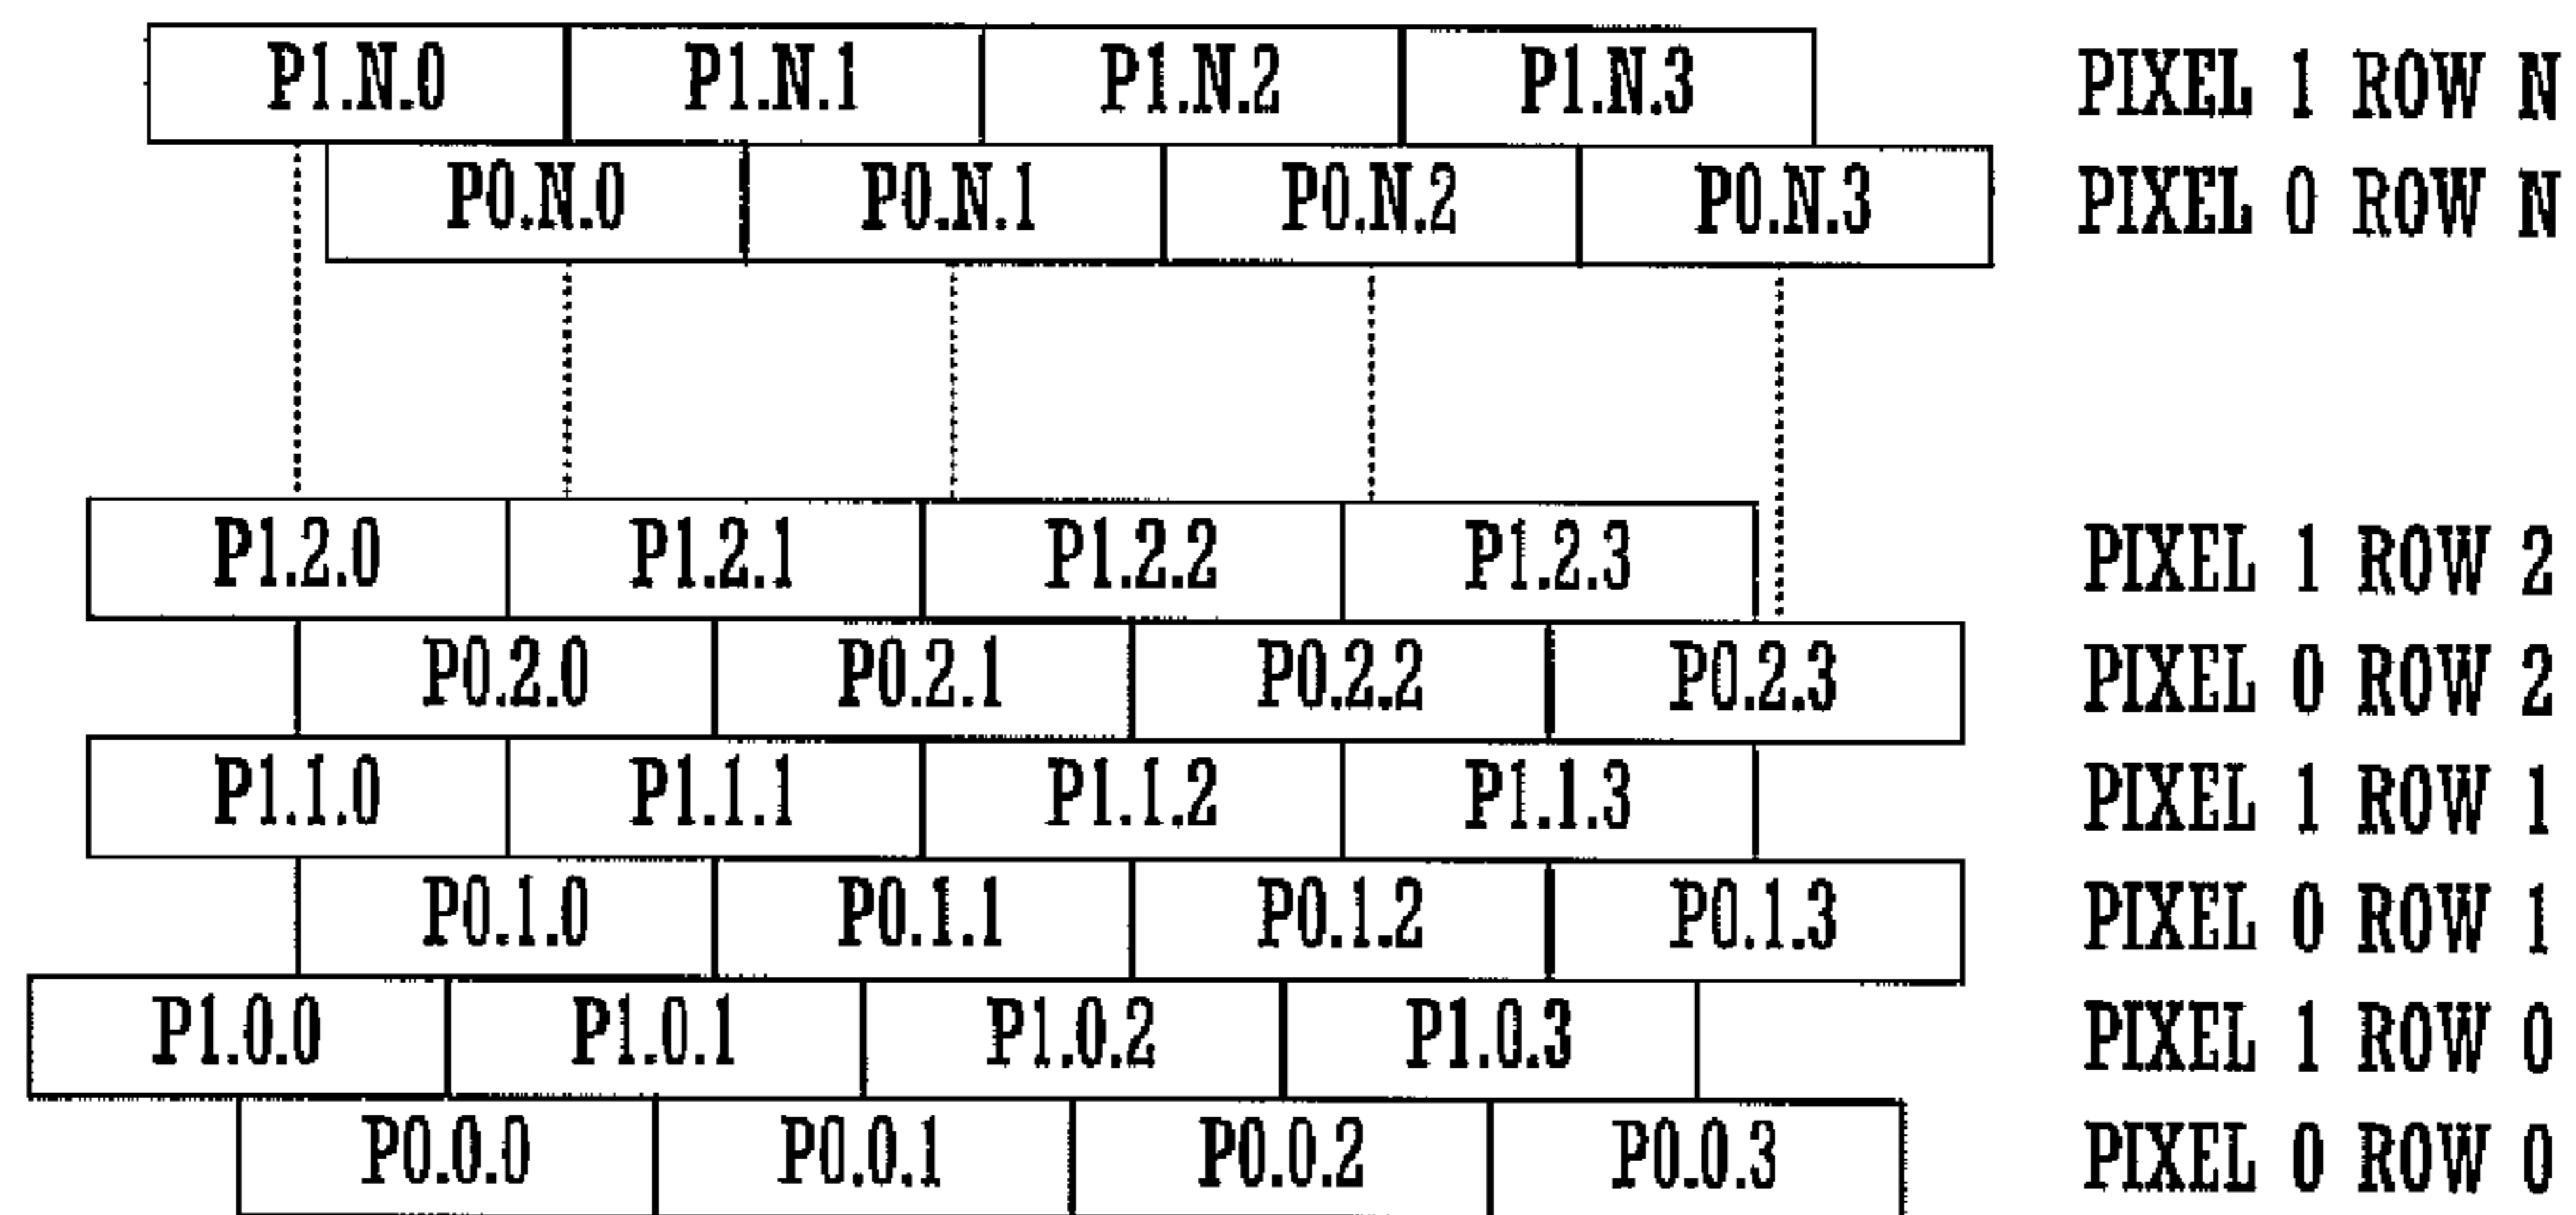 P1.N.0 P1.N.1 P1.N.2 P1.N.3 PIXEL 1 ROW N
P0.N.0 P0.N.1 P0.N.2 P0.N.3 PIXEL 0 ROW N
P1.2.0 P1.2.1 P1.2.2 P1.2.3 PIXEL 1 ROW 2
P0.2.0 P0.2.1 P0.2.2 P0.2.3 PIXEL 0 ROW 2
P1.1.0 P1.1.1 P1.1.2 P1.1.3 PIXEL 1 ROW 1
P0.1.0 P0.1.1 P0.1.2 P0.1.3 PIXEL 0 ROW 1
P1.0.0 P1.0.1 P1.0.2 P1.0.3 PIXEL 1 ROW 0
P0.0.0 P0.0.1 P0.0.2 P0.0.3 PIXEL 0 ROW 0